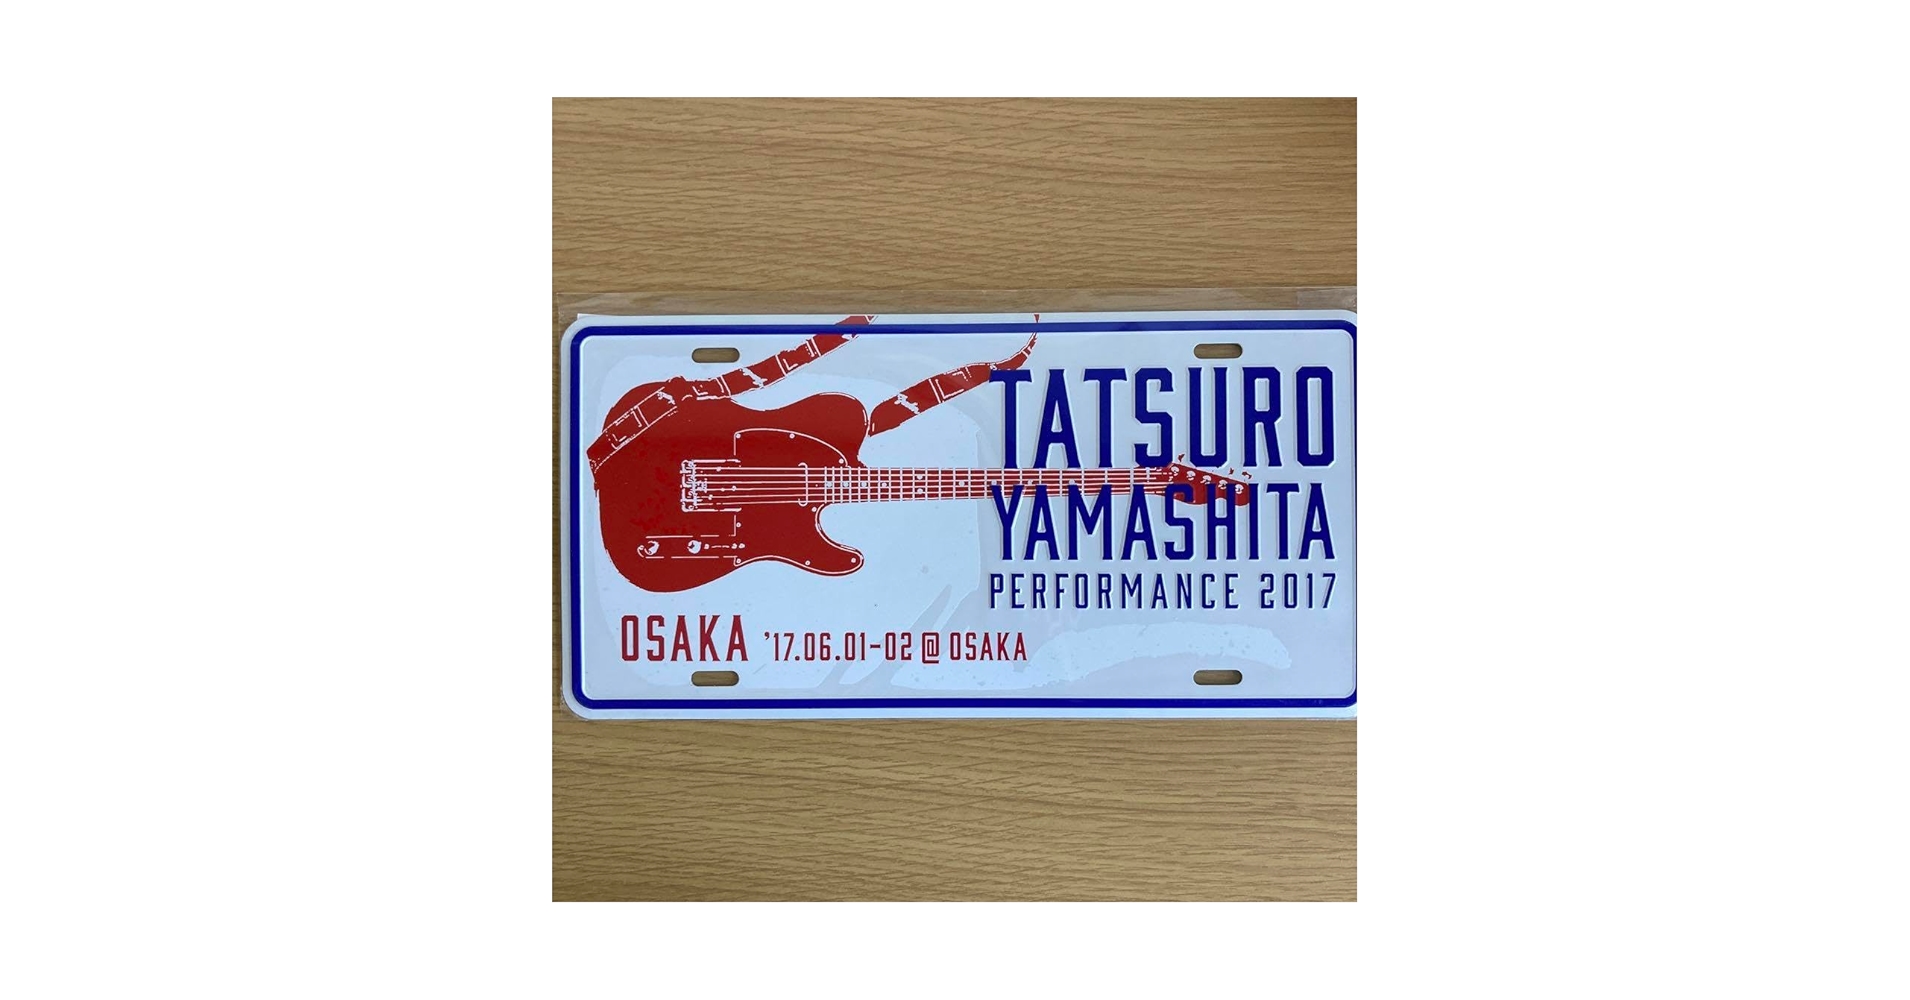 TATSURO
YAMASHITA
PERFORMANCE 2017
OSAKA '17.06.01-02 @ OSAKA